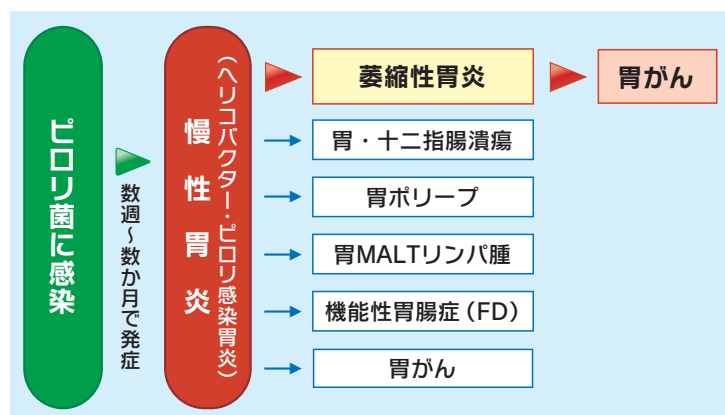 ピロリ菌に感染
数週～数か月で発症
慢性胃炎
（ヘリコバクター・ピロリ感染胃炎）
萎縮性胃炎
胃がん
胃・十二指腸潰瘍
胃ポリープ
胃MALTリンパ腫
機能性胃腸症（FD）
胃がん